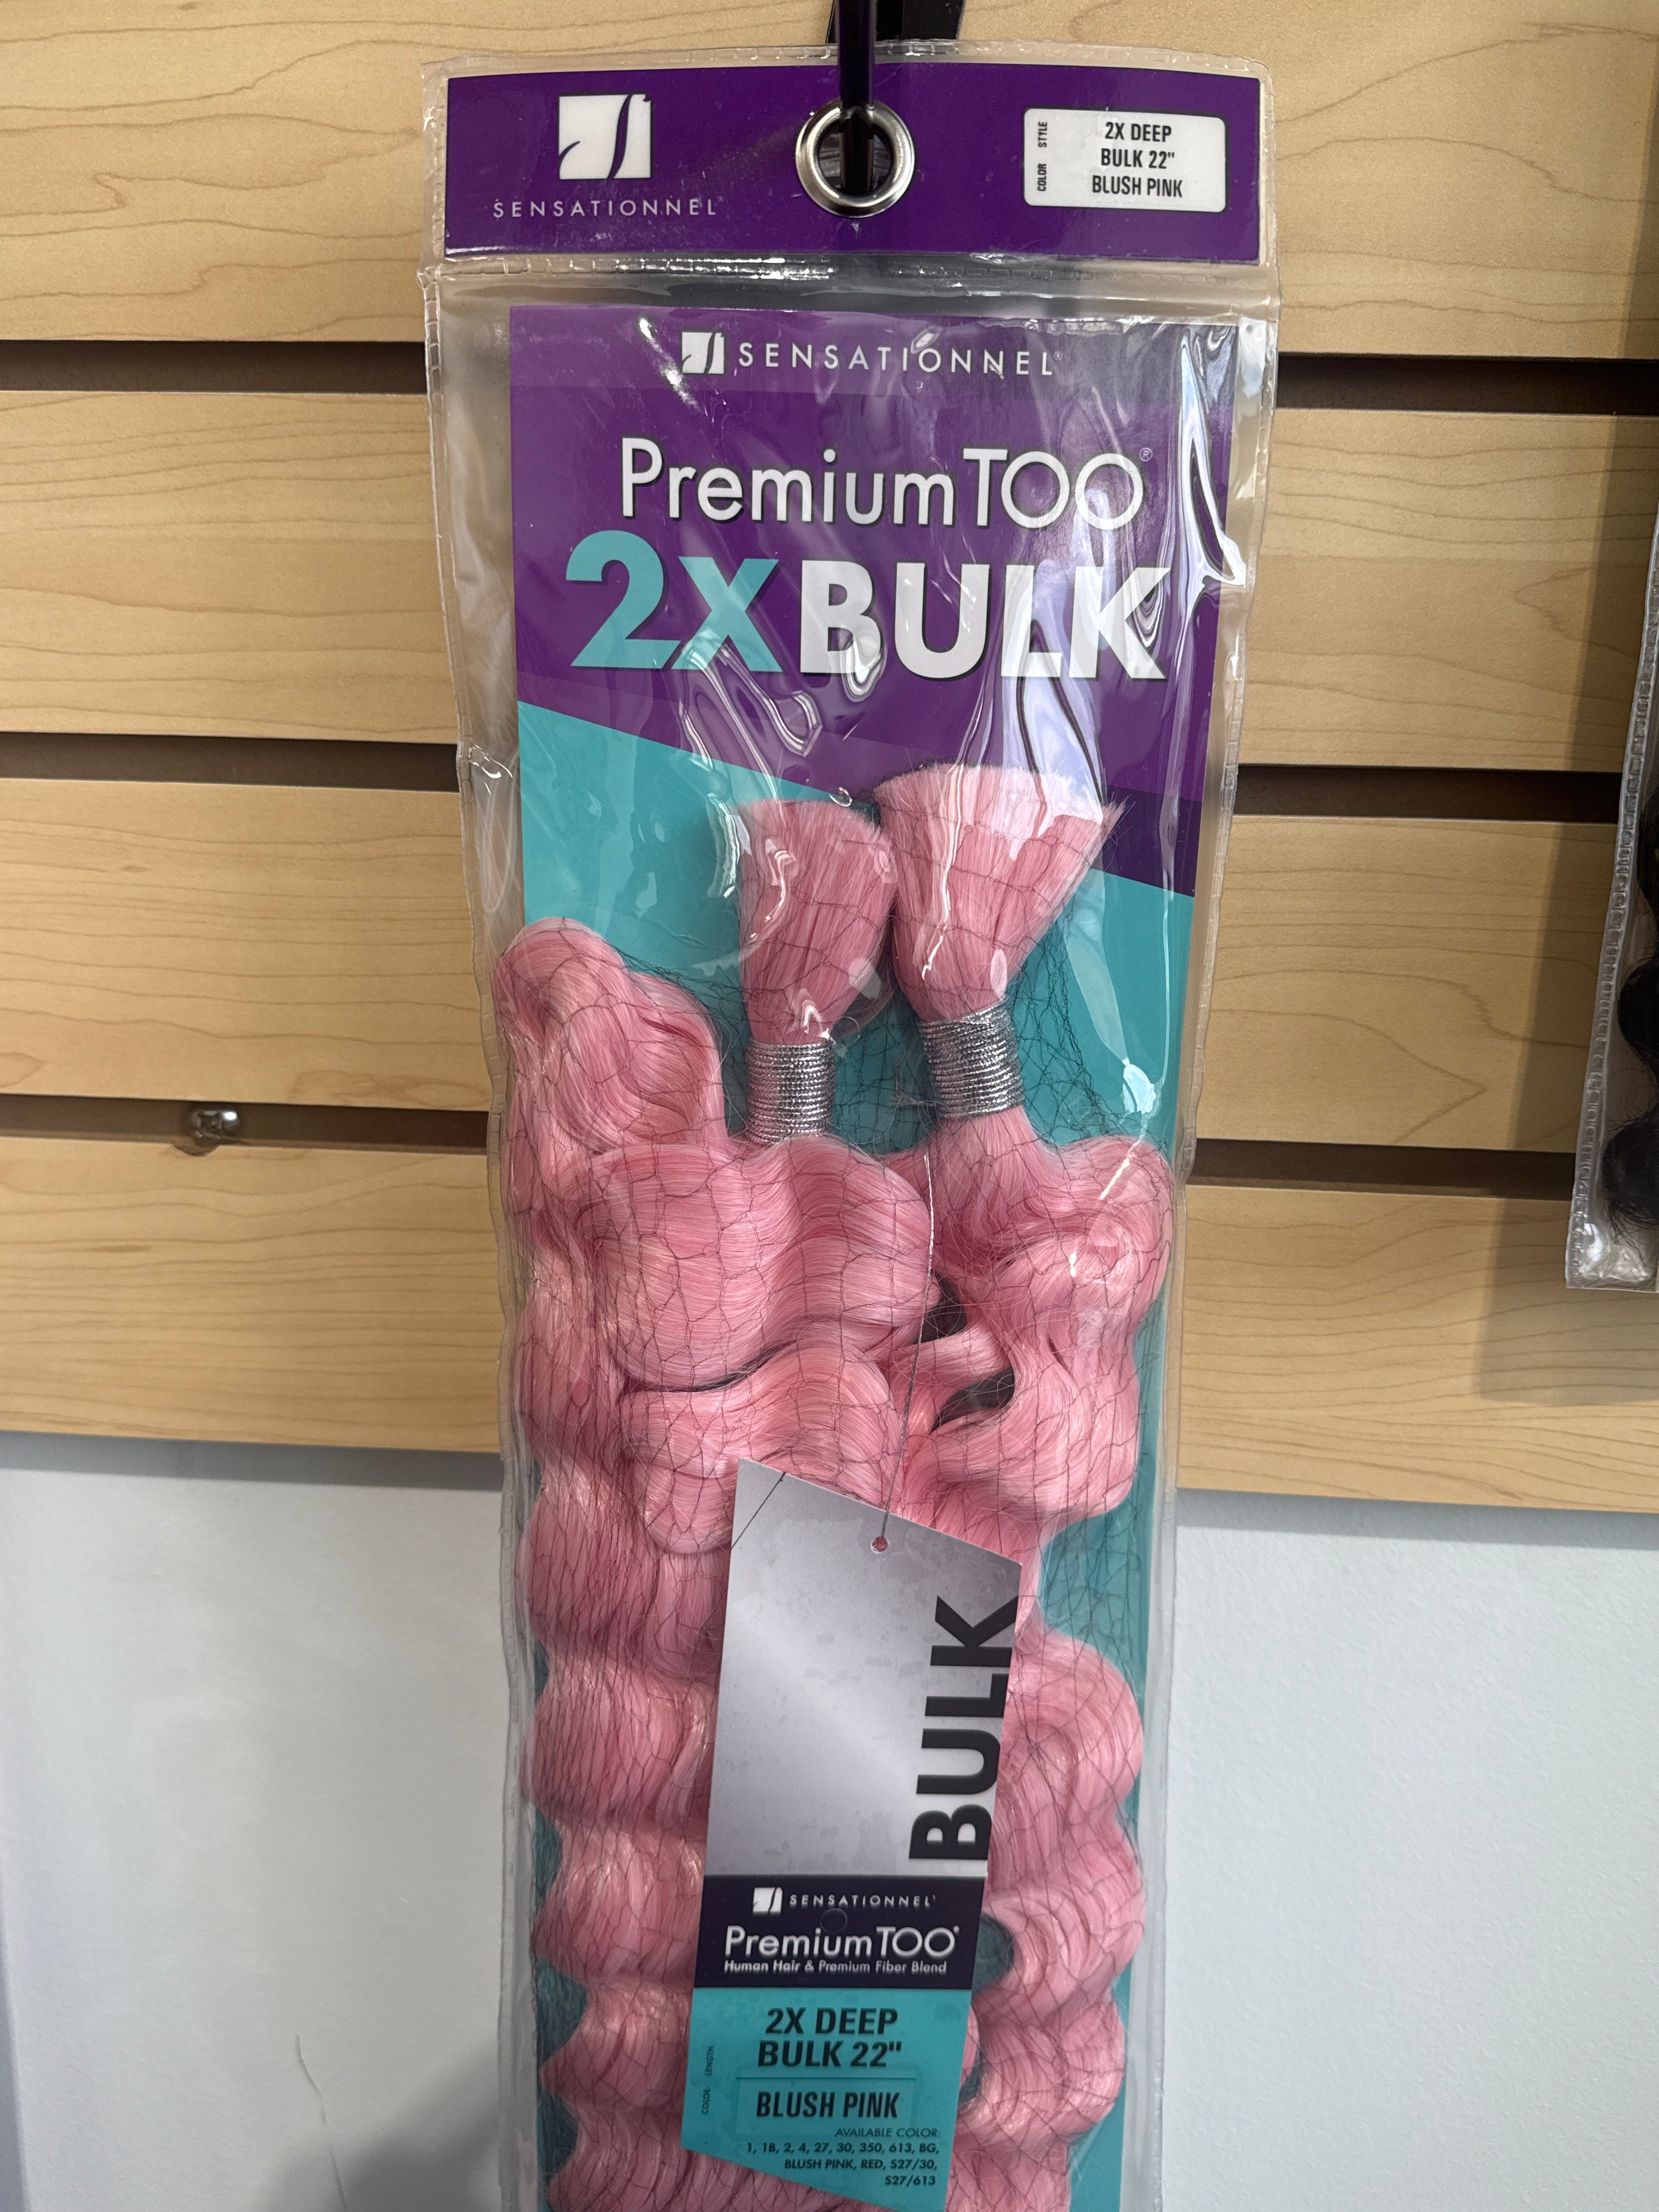 SENSATIONNEL
STYLE
COLOR
2X DEEP
BULK 22"
BLUSH PINK
SENSATIONNEL®
PremiumTOO®
2X BULK
BULK
SENSATIONNEL®
PremiumTOO®
Human Hair & Premium Fiber Blend
LENGTH:
COLOR:
2X DEEP
BULK 22"
BLUSH PINK
AVAILABLE COLOR:
1, 1B, 2, 4, 27, 30, 350, 613, BG,
BLUSH PINK, RED, S27/30,
S27/613